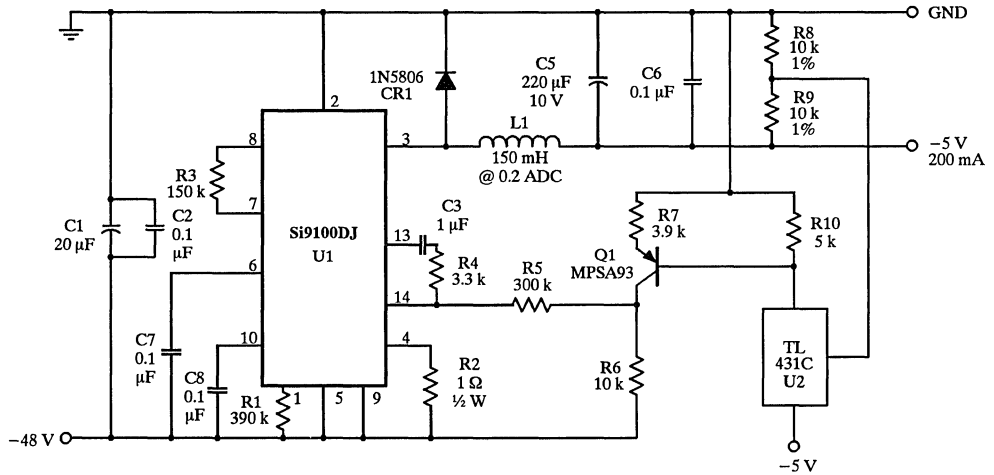 GND
R8
10 k
1%
1N5806
CR1
C5
220 µF
10 V
C6
0.1 µF
2
R9
10 k
1%
L1
8
3
150 mH
@ 0.2 ADC
−5 V
200 mA
R3
150 k
7
C3
1 µF
R7
3.9 k
R10
5 k
C1
20 µF
C2
0.1
µF
Si9100DJ
U1
13
R4
3.3 k
Q1
MPSA93
6
R5
300 k
14
C7
0.1
µF
10
4
TL
431C
U2
C8
0.1
µF
R2
1 Ω
½ W
R6
10 k
R1
390 k
1
5
9
−48 V
−5 V